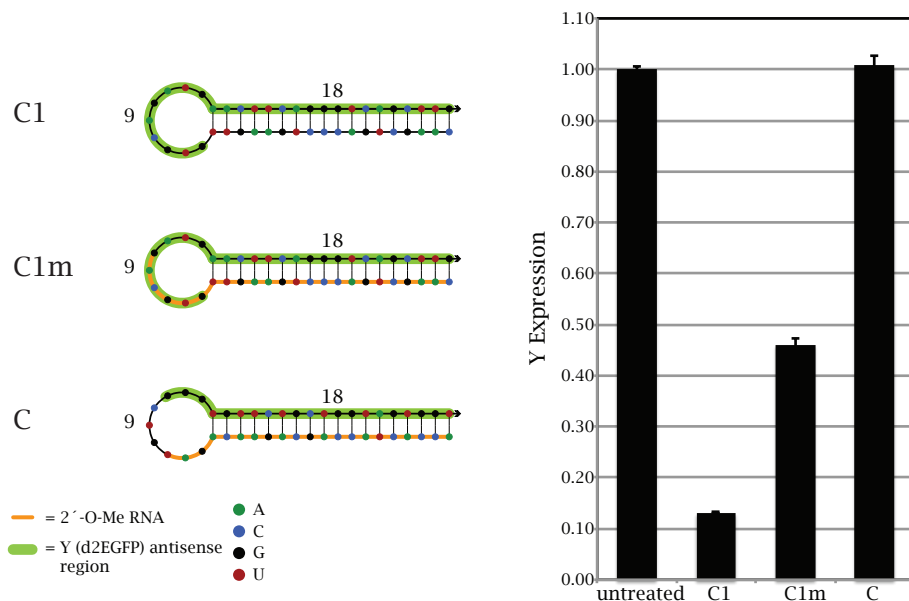 C1
9
18
C1m
9
18
C
9
18
= 2´-O-Me RNA
= Y (d2EGFP) antisense
region
A
C
G
U
Y Expression
1.10
1.00
0.90
0.80
0.70
0.60
0.50
0.40
0.30
0.20
0.10
0.00
untreated
C1
C1m
C